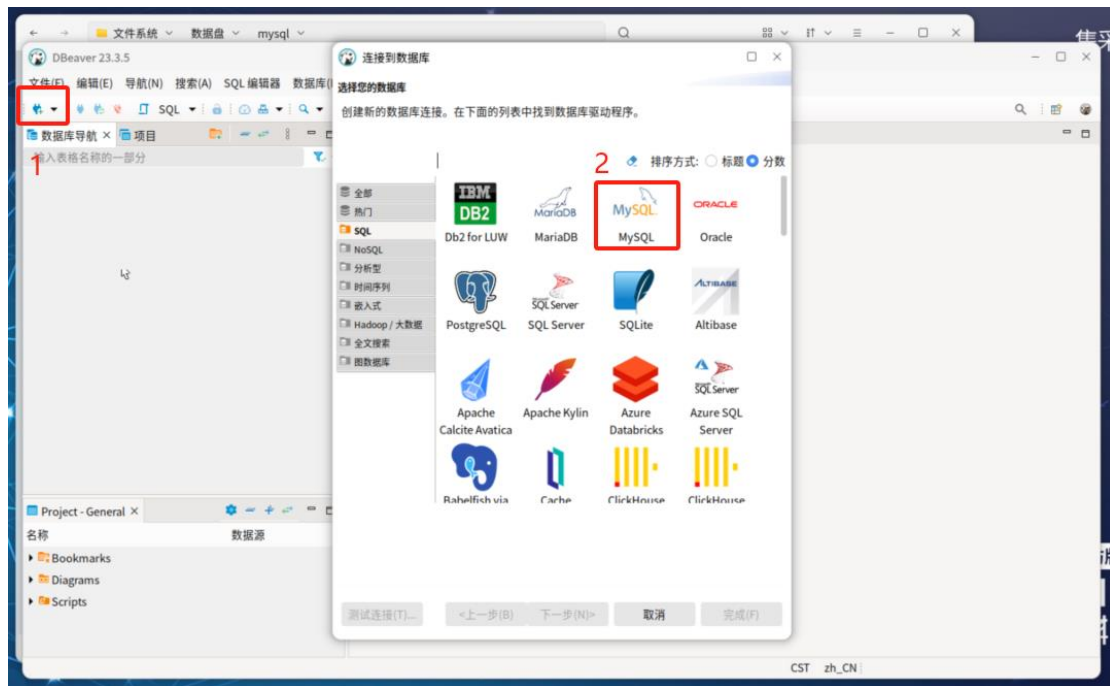 文件系统 数据盘 mysql
集采
DBeaver 23.3.5
文件(F) 编辑(E) 导航(N) 搜索(A) SQL 编辑器 数据库(
SQL
数据库导航 项目
输入表格名称的一部分
1
连接到数据库
选择您的数据库
创建新的数据库连接。在下面的列表中找到数据库驱动程序。
2
排序方式: 标题 分数
全部
热门
SQL
NoSQL
分析型
时间序列
嵌入式
Hadoop / 大数据
全文搜索
图数据库
IBM DB2 MariaDB MySQL ORACLE
Db2 for LUW MariaDB MySQL Oracle
SQL Server ALTIBASE
PostgreSQL SQL Server SQLite Altibase
SQL Server
Apache Calcite Avatica Apache Kylin Azure Databricks Azure SQL Server
Babelfish via Cache ClickHouse ClickHouse
测试连接(T)... <上一步(B) 下一步(N)> 取消 完成(F)
Project - General
名称 数据源
Bookmarks
Diagrams
Scripts
CST zh_CN